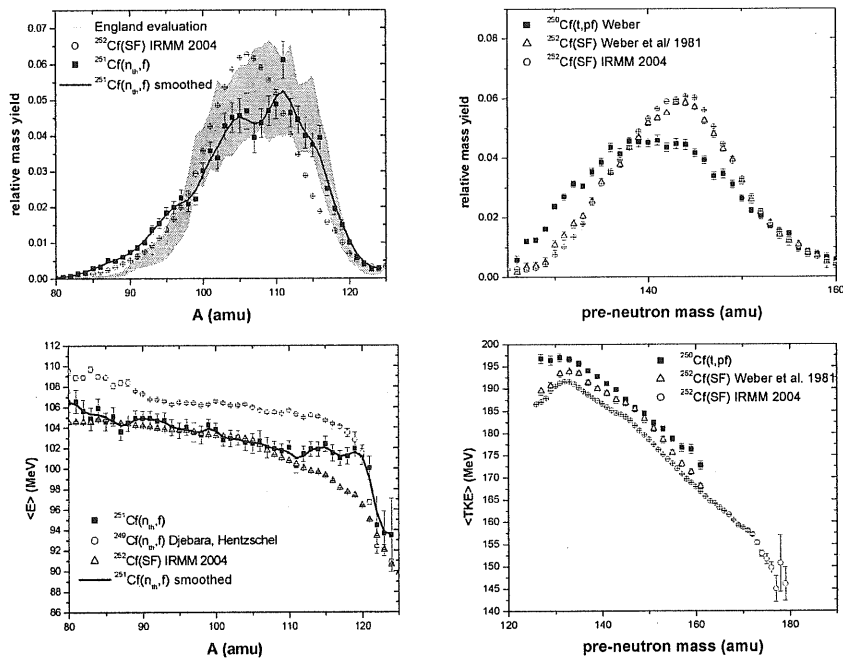 England evaluation
²⁵²Cf(SF) IRMM 2004
²⁵¹Cf(nₜₕ,f)
²⁵¹Cf(nₜₕ,f) smoothed
relative mass yield
0.07
0.06
0.05
0.04
0.03
0.02
0.01
0.00
80 90 100 110 120
A (amu)
²⁵⁰Cf(t,pf) Weber
²⁵²Cf(SF) Weber et al/ 1981
²⁵²Cf(SF) IRMM 2004
relative mass yield
0.08
0.06
0.04
0.02
0.00
140 160
pre-neutron mass (amu)
<E> (MeV)
112
110
108
106
104
102
100
98
96
94
92
90
88
86
²⁵¹Cf(nₜₕ,f)
²⁴⁹Cf(nₜₕ,f) Djebara, Hentzschel
²⁵²Cf(SF) IRMM 2004
²⁵¹Cf(nₜₕ,f) smoothed
80 90 100 110 120
A (amu)
²⁵⁰Cf(t,pf)
²⁵²Cf(SF) Weber et al. 1981
²⁵²Cf(SF) IRMM 2004
<TKE> (MeV)
200
195
190
185
180
175
170
165
160
155
150
145
140
120 140 160 180
pre-neutron mass (amu)